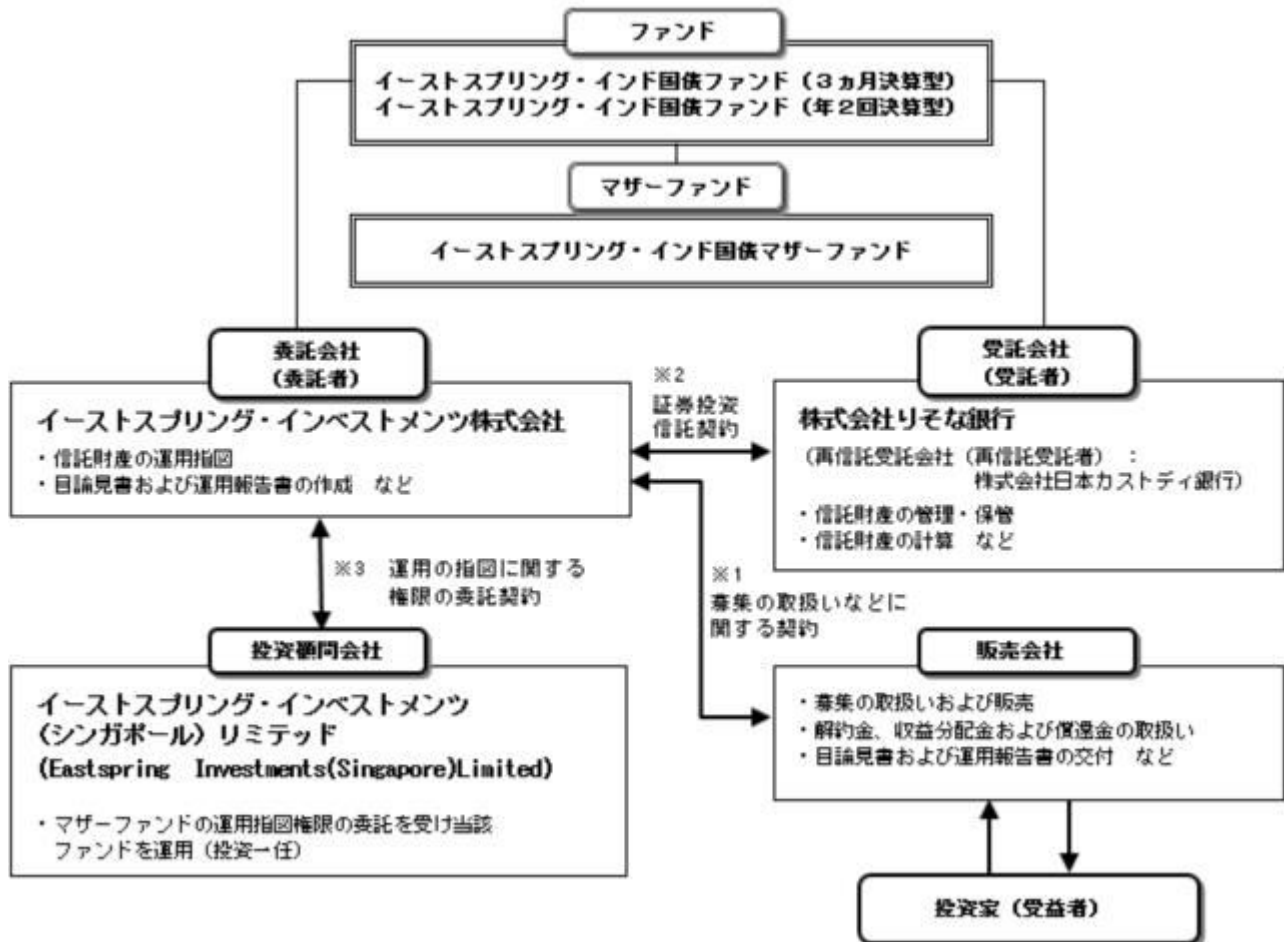 ファンド
イーストスプリング・インド国債ファンド（３ヵ月決算型）
イーストスプリング・インド国債ファンド（年２回決算型）
マザーファンド
イーストスプリング・インド国債マザーファンド
委託会社
（委託者）
イーストスプリング・インベストメンツ株式会社
・信託財産の運用指図
・目論見書および運用報告書の作成　など
※2
証券投資
信託契約
受託会社
（受託者）
株式会社りそな銀行
（再信託受託会社（再信託受託者）　：
株式会社日本カストディ銀行）
・信託財産の管理・保管
・信託財産の計算　など
※3　運用の指図に関する
権限の委託契約
※1
募集の取扱いなどに
関する契約
投資顧問会社
イーストスプリング・インベストメンツ
（シンガポール）リミテッド
(Eastspring　Investments(Singapore)Limited)
・マザーファンドの運用指図権限の委託を受け当該
ファンドを運用（投資一任）
販売会社
・募集の取扱いおよび販売
・解約金、収益分配金および償還金の取扱い
・目論見書および運用報告書の交付　など
投資家（受益者）